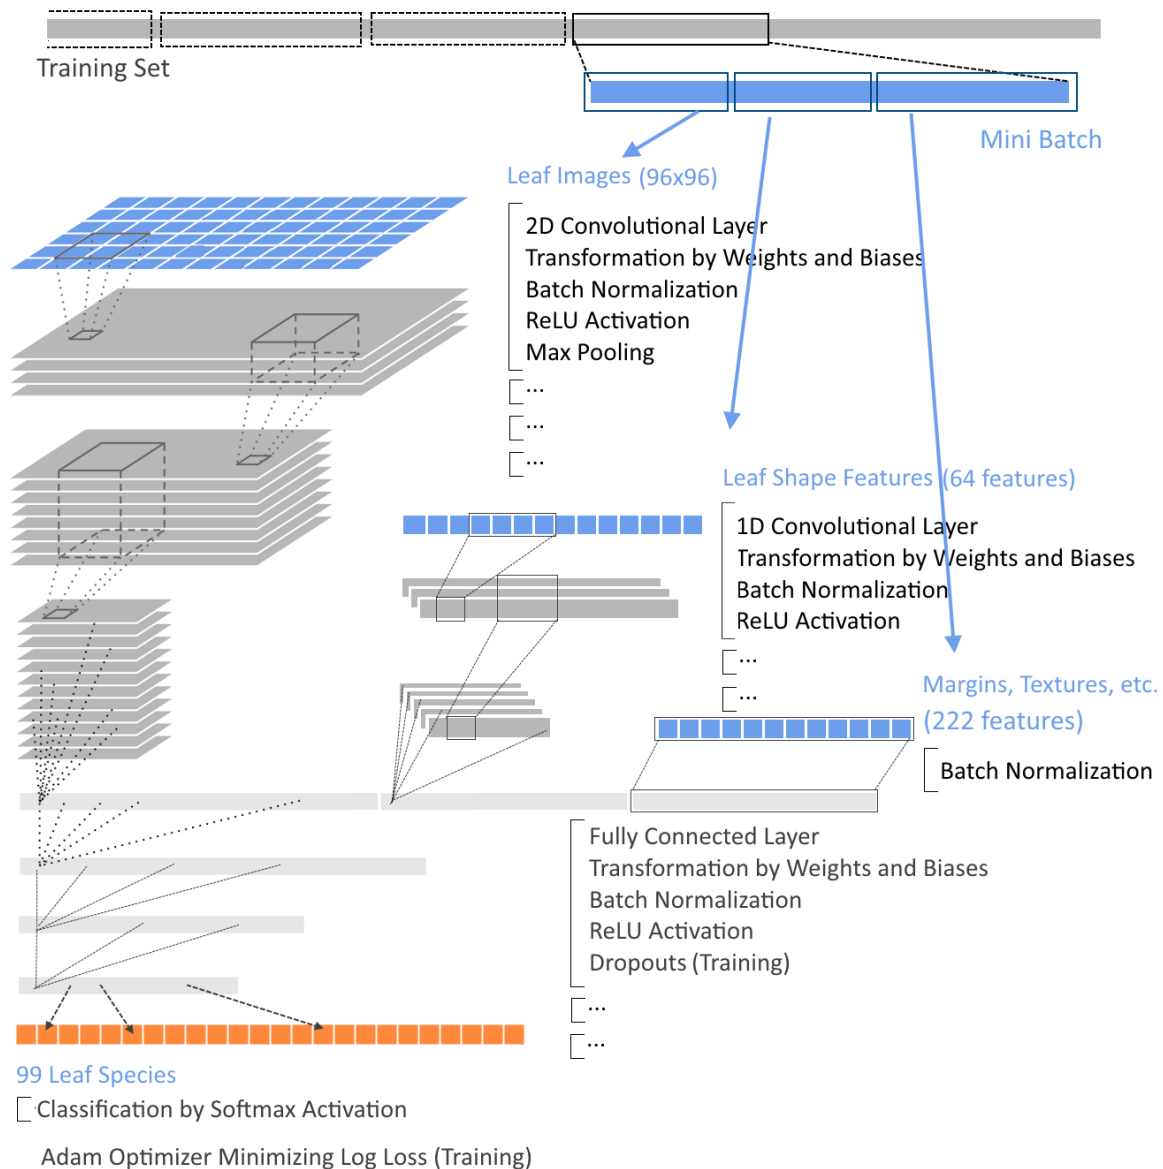 Training Set
Mini Batch
Leaf Images (96x96)
2D Convolutional Layer
Transformation by Weights and Biases
Batch Normalization
ReLU Activation
Max Pooling
...
...
...
Leaf Shape Features (64 features)
1D Convolutional Layer
Transformation by Weights and Biases
Batch Normalization
ReLU Activation
...
...
Margins, Textures, etc.
(222 features)
Batch Normalization
Fully Connected Layer
Transformation by Weights and Biases
Batch Normalization
ReLU Activation
Dropouts (Training)
...
...
99 Leaf Species
Classification by Softmax Activation
Adam Optimizer Minimizing Log Loss (Training)